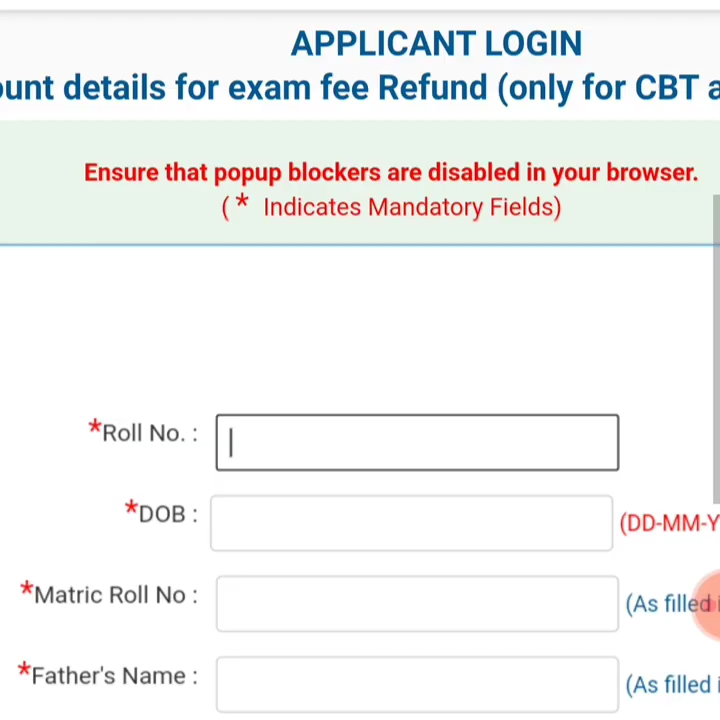 APPLICANT LOGIN
ount details for exam fee Refund (only for CBT a
Ensure that popup blockers are disabled in your browser.
( * Indicates Mandatory Fields)
*Roll No. :
*DOB :
(DD-MM-Y
*Matric Roll No :
(As filled i
*Father's Name :
(As filled i